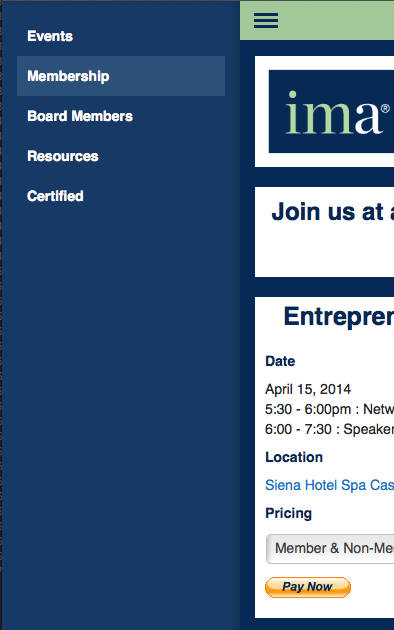 Events
Membership
Board Members
Resources
Certified
ima®
Join us at
Entrepre
Date
April 15, 2014
5:30 - 6:00pm : Netw
6:00 - 7:30 : Speaker
Location
Siena Hotel Spa Cas
Pricing
Member & Non-Me
Pay Now